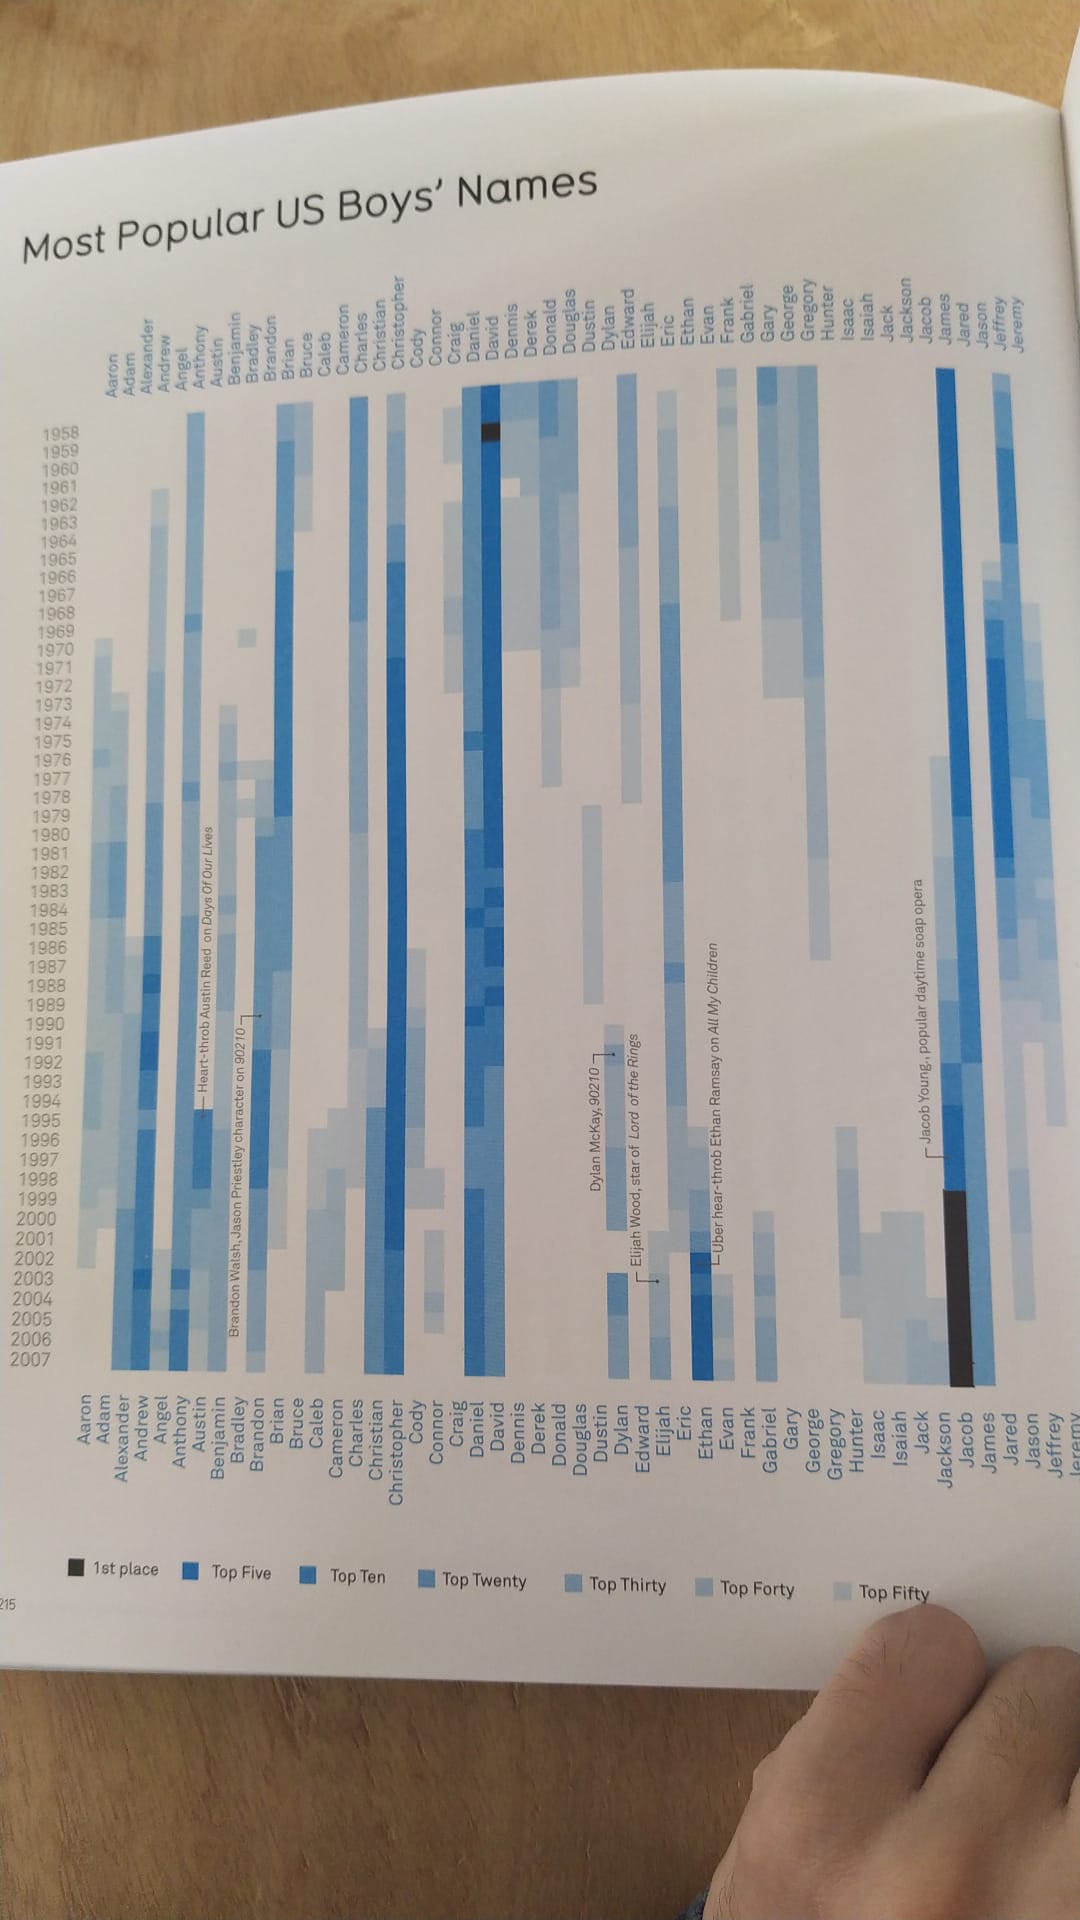 Most Popular US Boys' Names
Aaron
Adam
Alexander
Andrew
Angel
Anthony
Austin
Benjamin
Bradley
Brandon
Brian
Bruce
Caleb
Cameron
Charles
Christian
Christopher
Cody
Connor
Craig
Daniel
David
Dennis
Derek
Donald
Douglas
Dustin
Dylan
Edward
Elijah
Eric
Ethan
Evan
Frank
Gabriel
Gary
George
Gregory
Hunter
Isaac
Isaiah
Jack
Jackson
Jacob
James
Jared
Jason
Jeffrey
Jeremy
1958
1959
1960
1961
1962
1963
1964
1965
1966
1967
1968
1969
1970
1971
1972
1973
1974
1975
1976
1977
1978
1979
1980
1981
1982
1983
1984
1985
1986
1987
1988
1989
1990
1991
1992
1993
1994
1995
1996
1997
1998
1999
2000
2001
2002
2003
2004
2005
2006
2007
Heart-throb Austin Reed on Days Of Our Lives
Brandon Walsh, Jason Priestley character on 90210
Dylan McKay, 90210
Elijah Wood, star of Lord of the Rings
Uber hear-throb Ethan Ramsay on All My Children
Jacob Young., popular daytime soap opera
Aaron
Adam
Alexander
Andrew
Angel
Anthony
Austin
Benjamin
Bradley
Brandon
Brian
Bruce
Caleb
Cameron
Charles
Christian
Christopher
Cody
Connor
Craig
Daniel
David
Dennis
Derek
Donald
Douglas
Dustin
Dylan
Edward
Elijah
Eric
Ethan
Evan
Frank
Gabriel
Gary
George
Gregory
Hunter
Isaac
Isaiah
Jack
Jackson
Jacob
James
Jared
Jason
Jeffrey
Jeremy
1st place
Top Five
Top Ten
Top Twenty
Top Thirty
Top Forty
Top Fifty
215